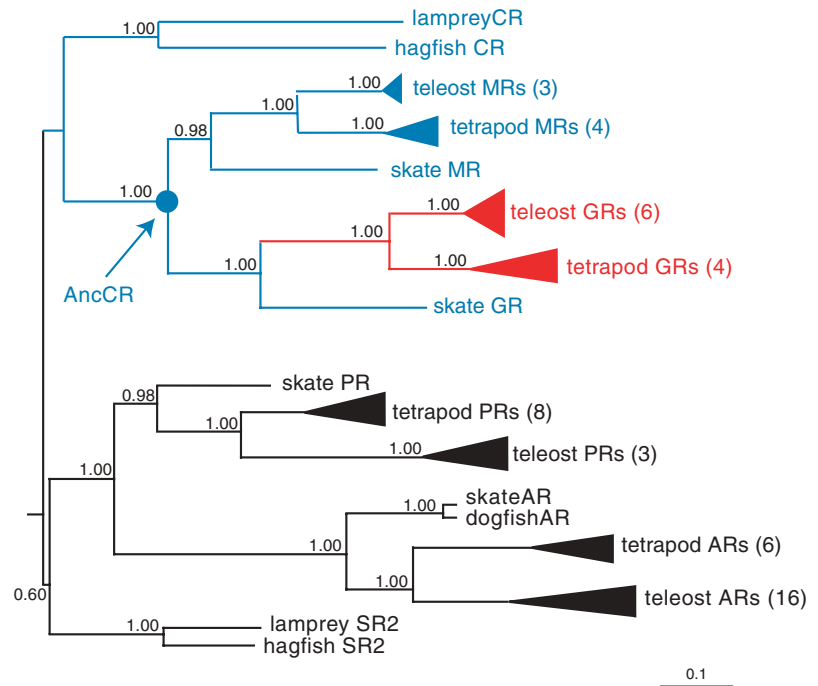 1.00
lampreyCR
hagfish CR
1.00
teleost MRs (3)
1.00
1.00
tetrapod MRs (4)
0.98
skate MR
1.00
AncCR
1.00
teleost GRs (6)
1.00
1.00
tetrapod GRs (4)
1.00
skate GR
skate PR
0.98
tetrapod PRs (8)
1.00
1.00
teleost PRs (3)
1.00
skateAR
1.00
dogfishAR
1.00
tetrapod ARs (6)
1.00
teleost ARs (16)
0.60
1.00
lamprey SR2
hagfish SR2
0.1